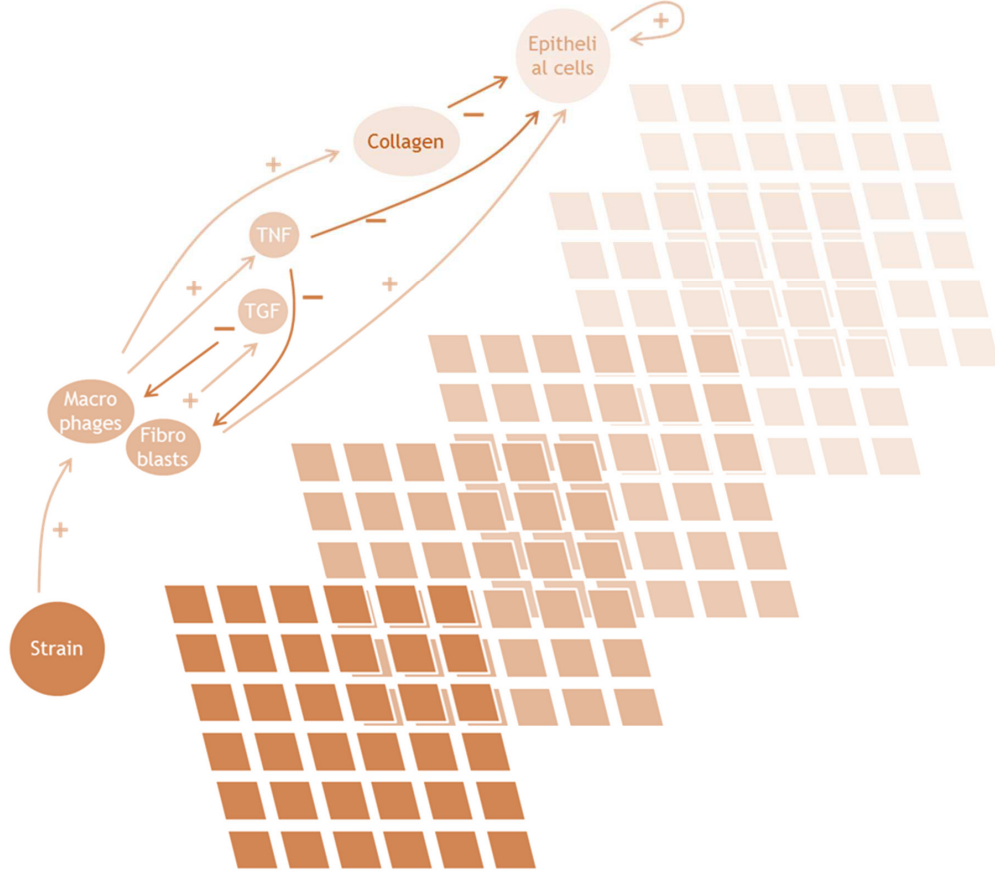 Epitheli
al cells
+
Collagen
−
+
TNF
−
+
+
−
TGF
−
+
Macro
phages
Fibro
blasts
+
Strain